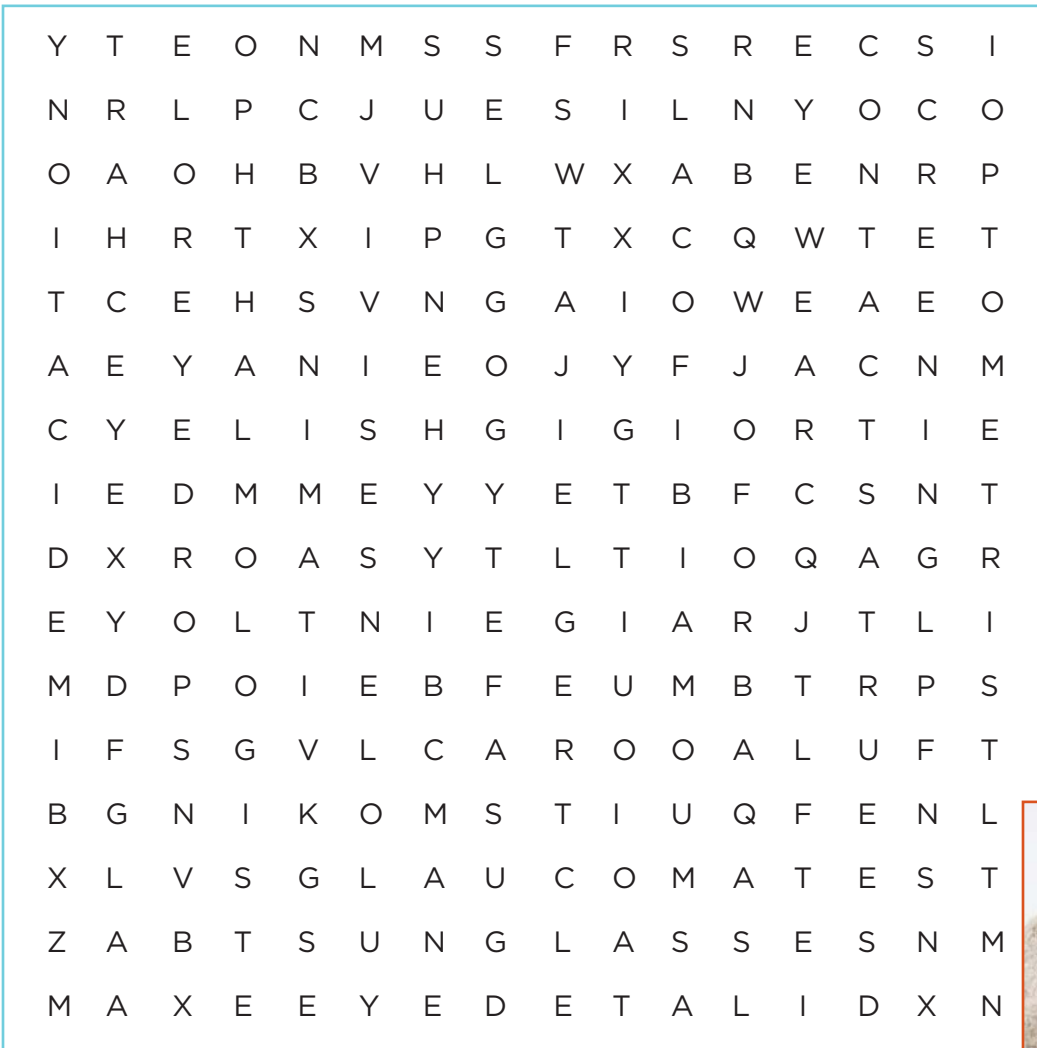 Y T E O N M S S F R S R E C S I
N R L P C J U E S I L N Y O C O
O A O H B V H L W X A B E N R P
I H R T X I P G T X C Q W T E T
T C E H S V N G A I O W E A E O
A E Y A N I E O J Y F J A C N M
C Y E L I S H G I G I O R T I E
I E D M M E Y Y E T B F C S N T
D X R O A S Y T L T I O Q A G R
E Y O L T N I E G I A R J T L I
M D P O I E B F E U M B T R P S
I F S G V L C A R O O A L U F T
B G N I K O M S T I U Q F E N L
X L V S G L A U C O M A T E S T
Z A B T S U N G L A S S E S N M
M A X E E Y E D E T A L I D X N